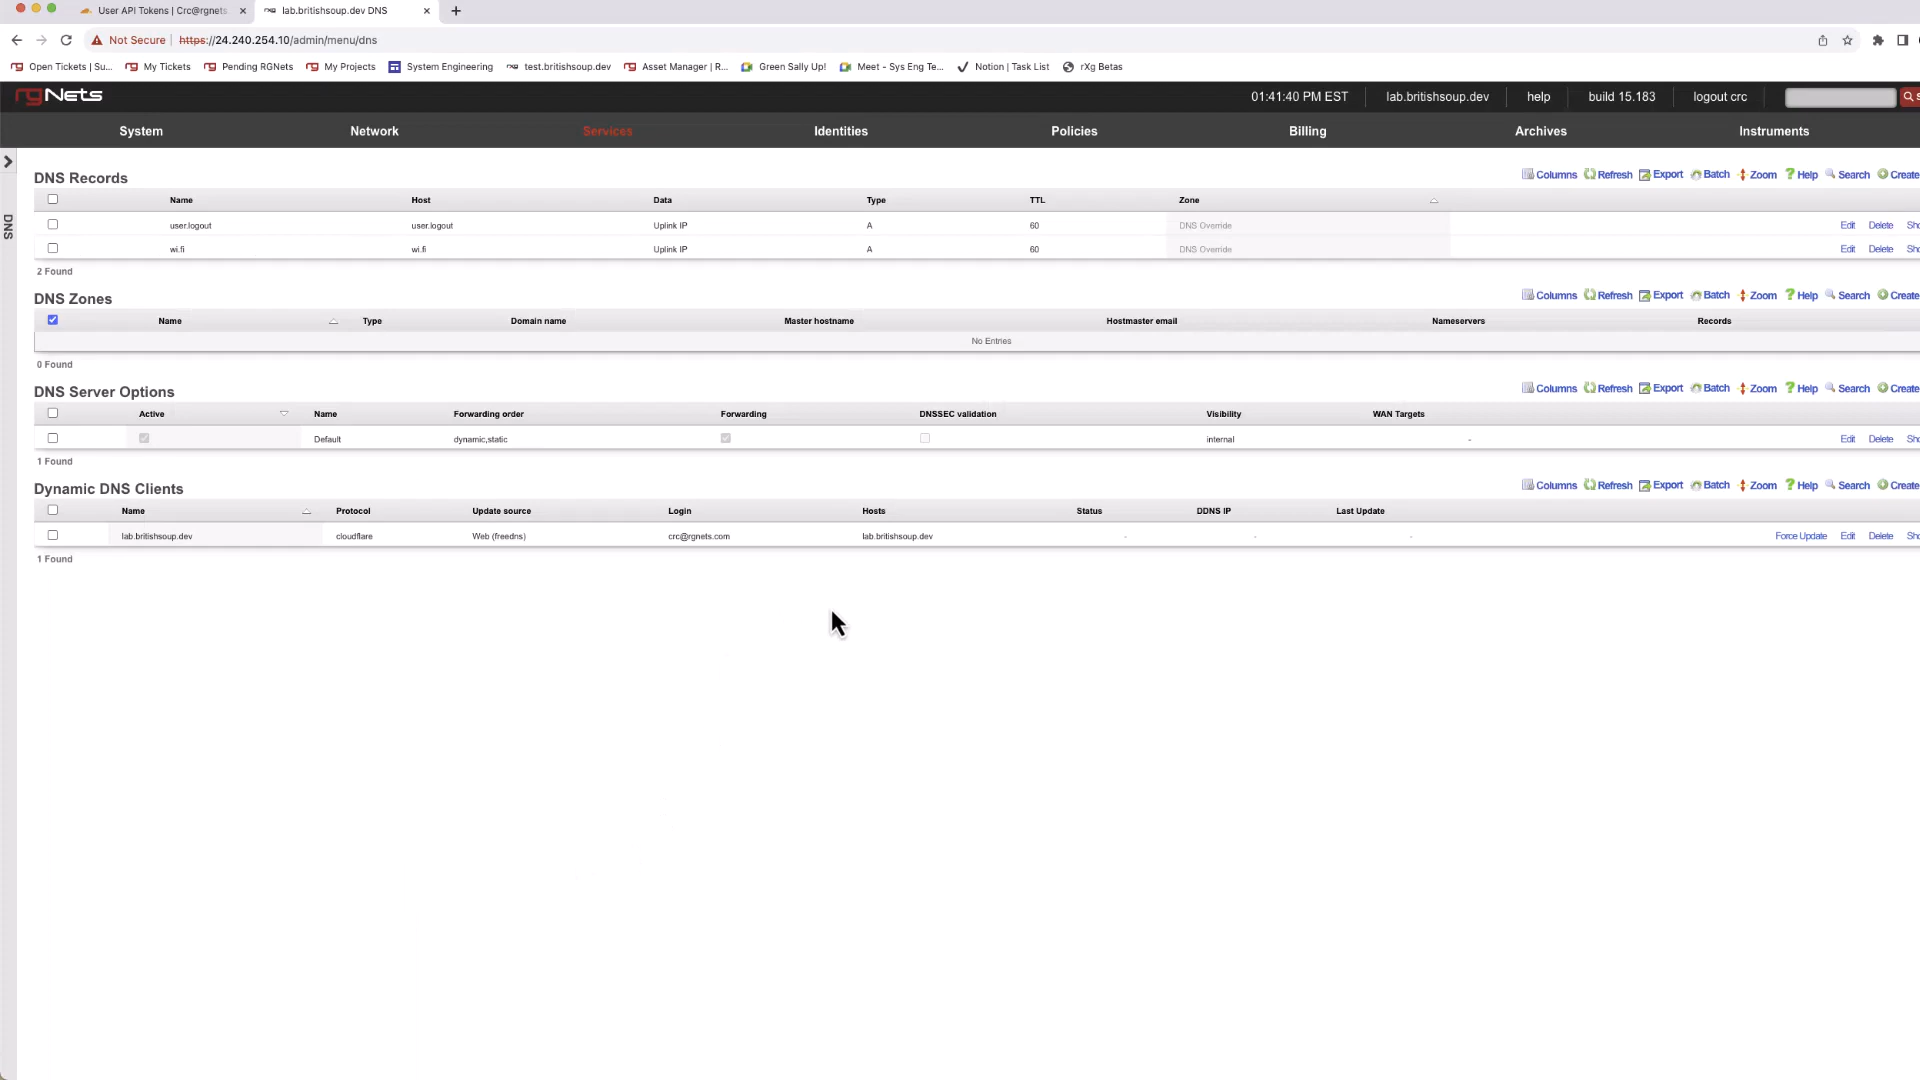 User API Tokens | Crc@rgnets
lab.britishsoup.dev DNS
Not Secure | https://24.240.254.10/admin/menu/dns
Open Tickets | Su... My Tickets Pending RGNets My Projects System Engineering test.britishsoup.dev Asset Manager | R... Green Sally Up! Meet - Sys Eng Te... Notion | Task List rXg Betas
rgNets 01:41:40 PM EST lab.britishsoup.dev help build 15.183 logout crc S
System Network Services Identities Policies Billing Archives Instruments
DNS
DNS Records Columns Refresh Export Batch Zoom Help Search Create
Name Host Data Type TTL Zone
user.logout user.logout Uplink IP A 60 DNS Override Edit Delete Sho
wi.fi wi.fi Uplink IP A 60 DNS Override Edit Delete Sho
2 Found
DNS Zones Columns Refresh Export Batch Zoom Help Search Create
Name Type Domain name Master hostname Hostmaster email Nameservers Records
No Entries
0 Found
DNS Server Options Columns Refresh Export Batch Zoom Help Search Create
Active Name Forwarding order Forwarding DNSSEC validation Visibility WAN Targets
Default dynamic,static internal - Edit Delete Sho
1 Found
Dynamic DNS Clients Columns Refresh Export Batch Zoom Help Search Create
Name Protocol Update source Login Hosts Status DDNS IP Last Update
lab.britishsoup.dev cloudflare Web (freedns) crc@rgnets.com lab.britishsoup.dev - - - Force Update Edit Delete Sho
1 Found